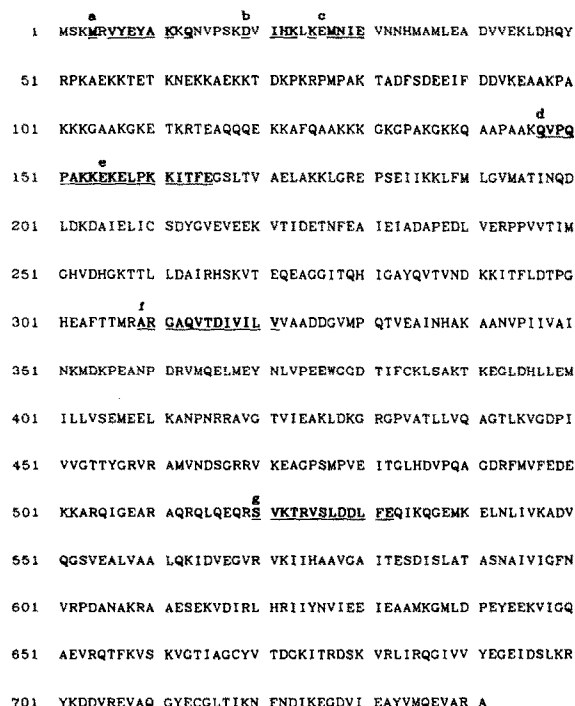 a b c
1 MSKMRVYEYA KKQNVPSKDV IHKLKEMNIE VNNHMAMLEA DVVEKLDHQY
51 RPKAEKKTET KNEKKAEKKT DKPKRPMPAK TADFSDEEIF DDVKEAAKPA
101 KKKGAAKGKE TKRTEAQQQE KKAFQAAKKK GKGPAKGKKQ AAPAAKQVPQ
d
e
151 PAKKEKELPK KITFEGSLTV AELAKKLGRE PSEIIKKLFM LGVMATINQD
201 LDKDAIELIC SDYGVEVEEK VTIDETNFEA IEIADAPEDL VERPPVVTIM
251 GHVDHGKTTL LDAIRHSKVT EQEAGGITQH IGAYQVTVND KKITFLDTPG
f
301 HEAFTTMRAR GAQVTDIVIL VVAADDGVMP QTVEAINHAK AANVPIIVAI
351 NKMDKPEANP DRVMQELMEY NLVPEEWGGD TIFCKLSAKT KEGLDHLLEM
401 ILLVSEMEEL KANPNRRAVG TVIEAKLDKG RGPVATLLVQ AGTLKVGDPI
451 VVGTTYGRVR AMVNDSGRRV KEAGPSMPVE ITGLHDVPQA GDRFMVFEDE
g
501 KKARQIGEAR AQRQLQEQRS VKTRVSLDDL FEQIKQGEMK ELNLIVKADV
551 QGSVEALVAA LQKIDVEGVR VKIIHAAVGA ITESDISLAT ASNAIVIGFN
601 VRPDANAKRA AESEKVDIRL HRIIYNVIEE IEAAMKGMLD PEYEEKVIGQ
651 AEVRQTFKVS KVGTIAGCYV TDGKITRDSK VRLIRQGIVV YEGEIDSLKR
701 YKDDVREVAQ GYECGLTIKN FNDIKEGDVI EAYVMQEVAR A